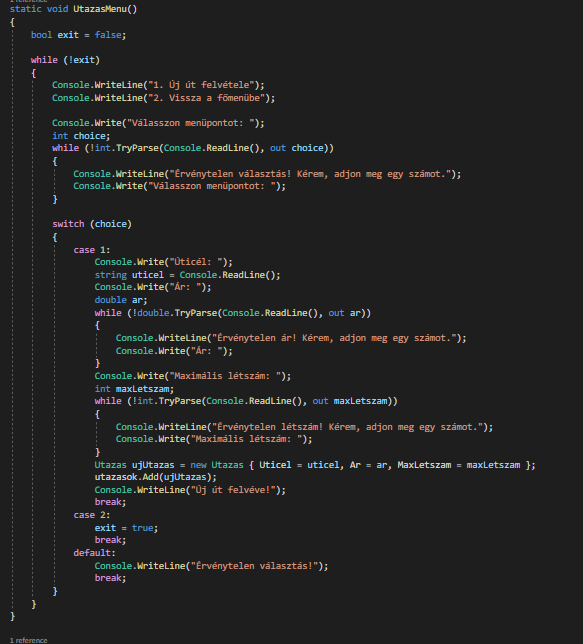 1 reference
static void UtazasMenu()
{
    bool exit = false;

    while (!exit)
    {
        Console.WriteLine("1. Új út felvétele");
        Console.WriteLine("2. Vissza a főmenübe");

        Console.Write("Válasszon menüpontot: ");
        int choice;
        while (!int.TryParse(Console.ReadLine(), out choice))
        {
            Console.WriteLine("Érvénytelen választás! Kérem, adjon meg egy számot.");
            Console.Write("Válasszon menüpontot: ");
        }

        switch (choice)
        {
            case 1:
                Console.Write("Úticél: ");
                string uticel = Console.ReadLine();
                Console.Write("Ár: ");
                double ar;
                while (!double.TryParse(Console.ReadLine(), out ar))
                {
                    Console.WriteLine("Érvénytelen ár! Kérem, adjon meg egy számot.");
                    Console.Write("Ár: ");
                }
                Console.Write("Maximális létszám: ");
                int maxLetszam;
                while (!int.TryParse(Console.ReadLine(), out maxLetszam))
                {
                    Console.WriteLine("Érvénytelen létszám! Kérem, adjon meg egy számot.");
                    Console.Write("Maximális létszám: ");
                }
                Utazas ujUtazas = new Utazas { Uticel = uticel, Ar = ar, MaxLetszam = maxLetszam };
                utazasok.Add(ujUtazas);
                Console.WriteLine("Új út felvéve!");
                break;
            case 2:
                exit = true;
                break;
            default:
                Console.WriteLine("Érvénytelen választás!");
                break;
        }
    }
}
1 reference